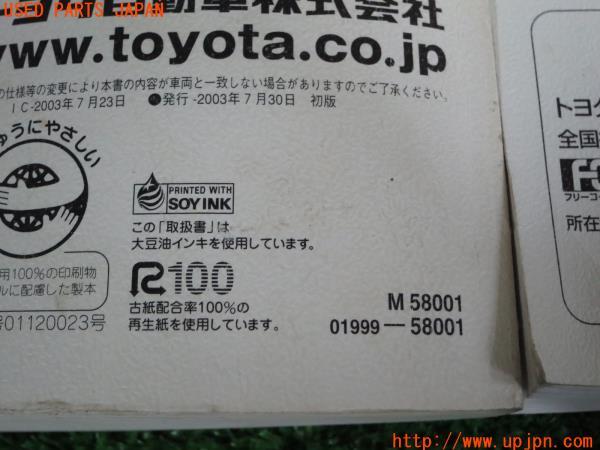 USED PARTS JAPAN
自動車株式会社
www.toyota.co.jp
の仕様等の変更により本書の内容が車両と一致しない場合がありますのでご了承ください。
IC-2003年7月23日 ●発行-2003年7月30日 初版
ゅうにやさしい
PRINTED WITH
SOY INK
この「取扱書」は
大豆油インキを使用しています。
用100%の印刷物
ルに配慮した製本
号01120023号
R100
古紙配合率100%の
再生紙を使用しています。
M 58001
01999—58001
トヨタ
全国
フリーコ
所在
http://www.upjpn.com/